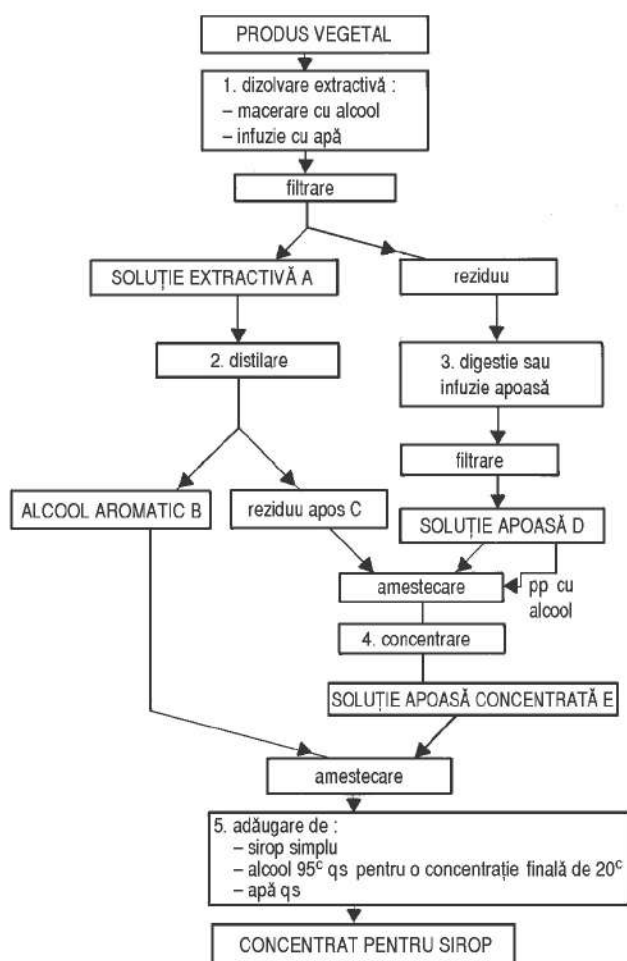 PRODUS VEGETAL
1. dizolvare extractivă :
– macerare cu alcool
– infuzie cu apă
filtrare
SOLUȚIE EXTRACTIVĂ A
reziduu
2. distilare
3. digestie sau
infuzie apoasă
filtrare
ALCOOL AROMATIC B
reziduu apos C
SOLUȚIE APOASĂ D
amestecare
pp cu
alcool
4. concentrare
SOLUȚIE APOASĂ CONCENTRATĂ E
amestecare
5. adăugare de :
– sirop simplu
– alcool 95ᶜ qs pentru o concentrație finală de 20ᶜ
– apă qs
CONCENTRAT PENTRU SIROP